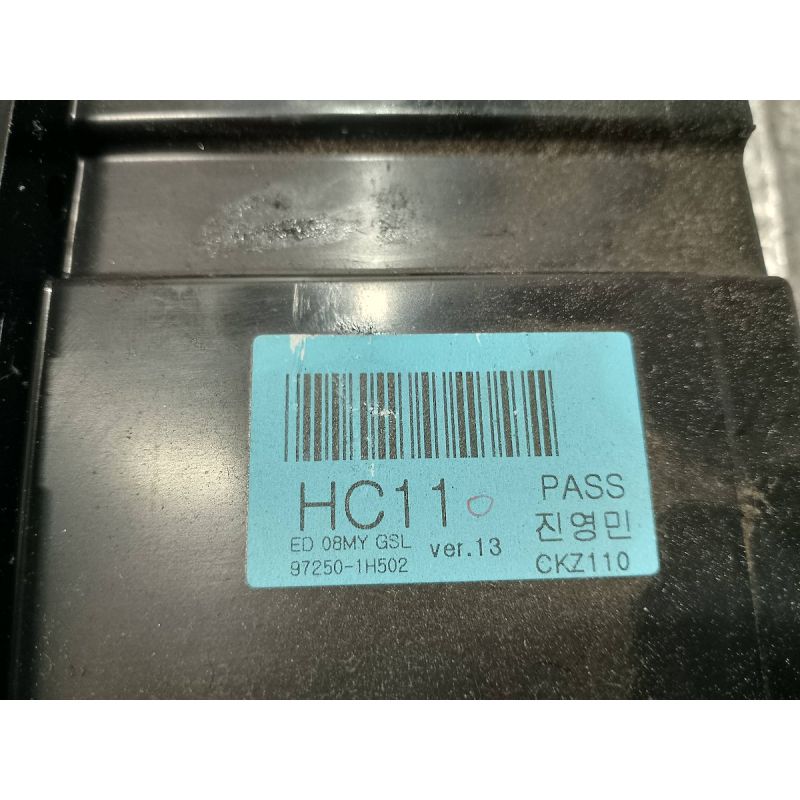 HC11
ED 08MY GSL
97250-1H502
ver.13
PASS
진영민
CKZ110